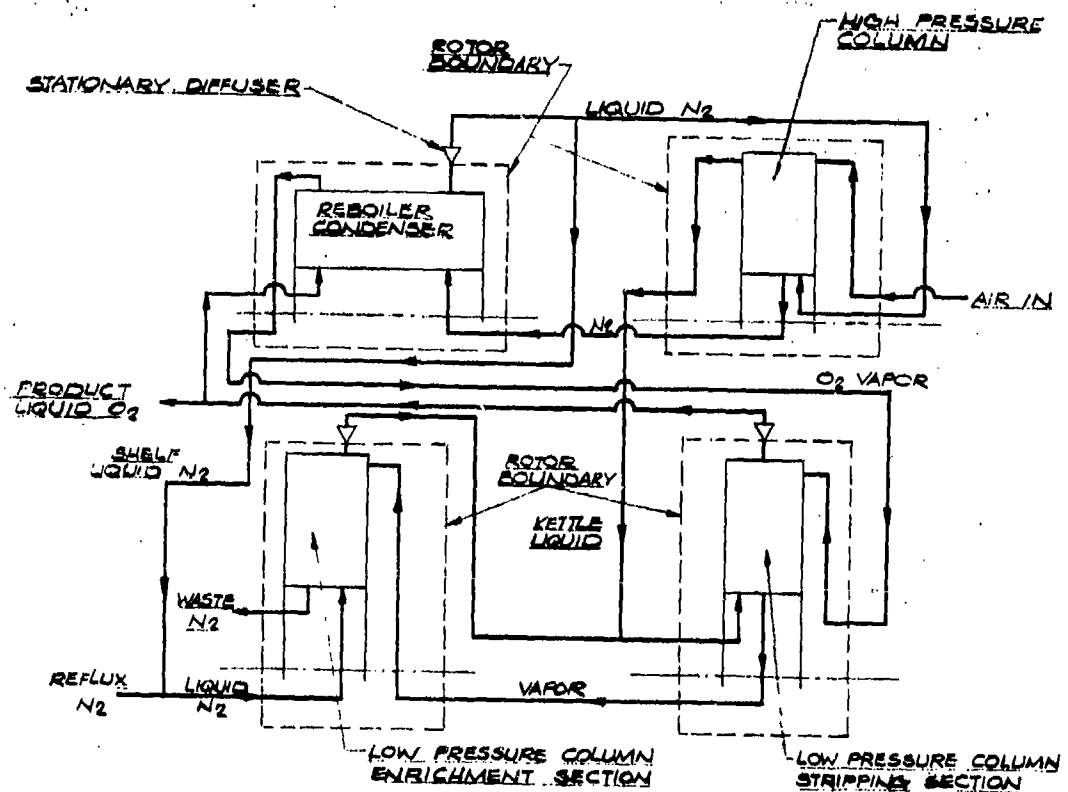 HIGH PRESSURE
COLUMN
ROTOR
BOUNDARY
STATIONARY DIFFUSER
LIQUID N2
REBOILER
CONDENSER
AIR IN
N2
O2 VAPOR
PRODUCT
LIQUID O2
SHELF
LIQUID N2
ROTOR
BOUNDARY
KETTLE
LIQUID
WASTE
N2
REFLUX
N2
LIQUID
N2
VAPOR
LOW PRESSURE COLUMN
ENRICHMENT SECTION
LOW PRESSURE COLUMN
STRIPPING SECTION